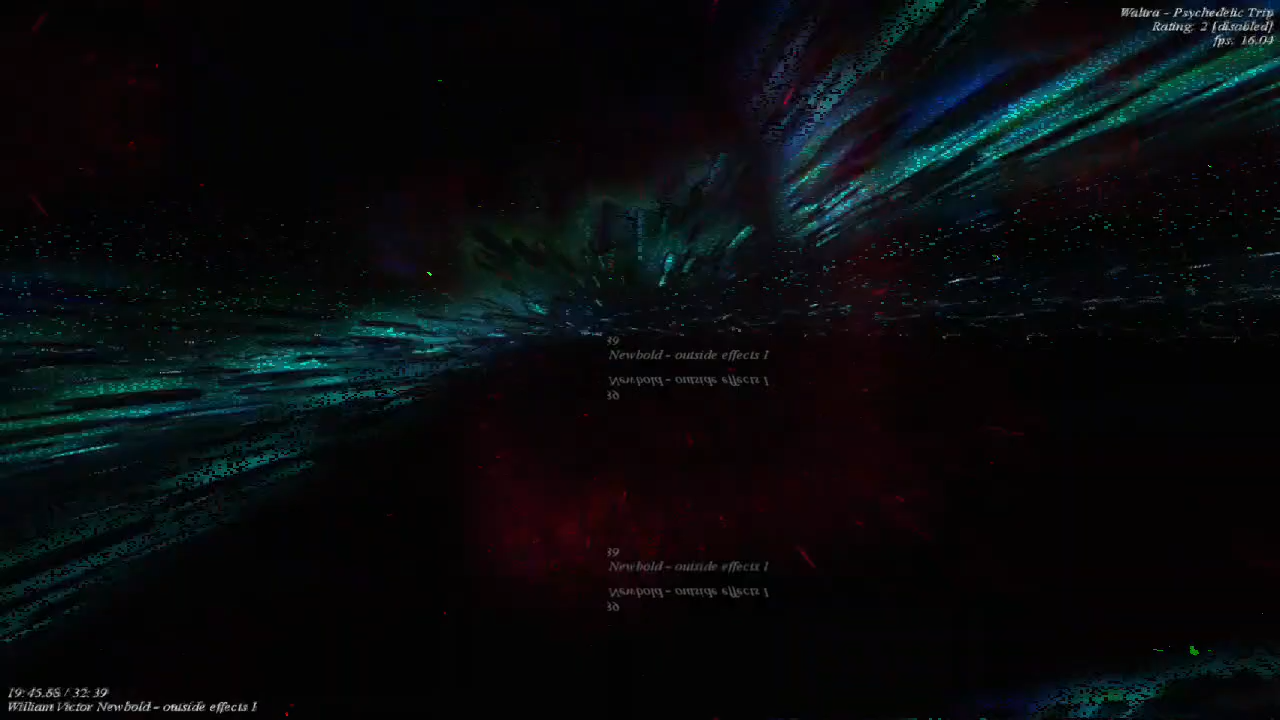 Waltra - Psychedelic Trip
Rating: 2 [disabled]
fps: 16.04
39
Newbold - outside effects 1
Newbold - outside effects 1
39
39
Newbold - outside effects 1
Newbold - outside effects 1
39
19:45.88 / 32:39
William Victor Newbold - outside effects 1